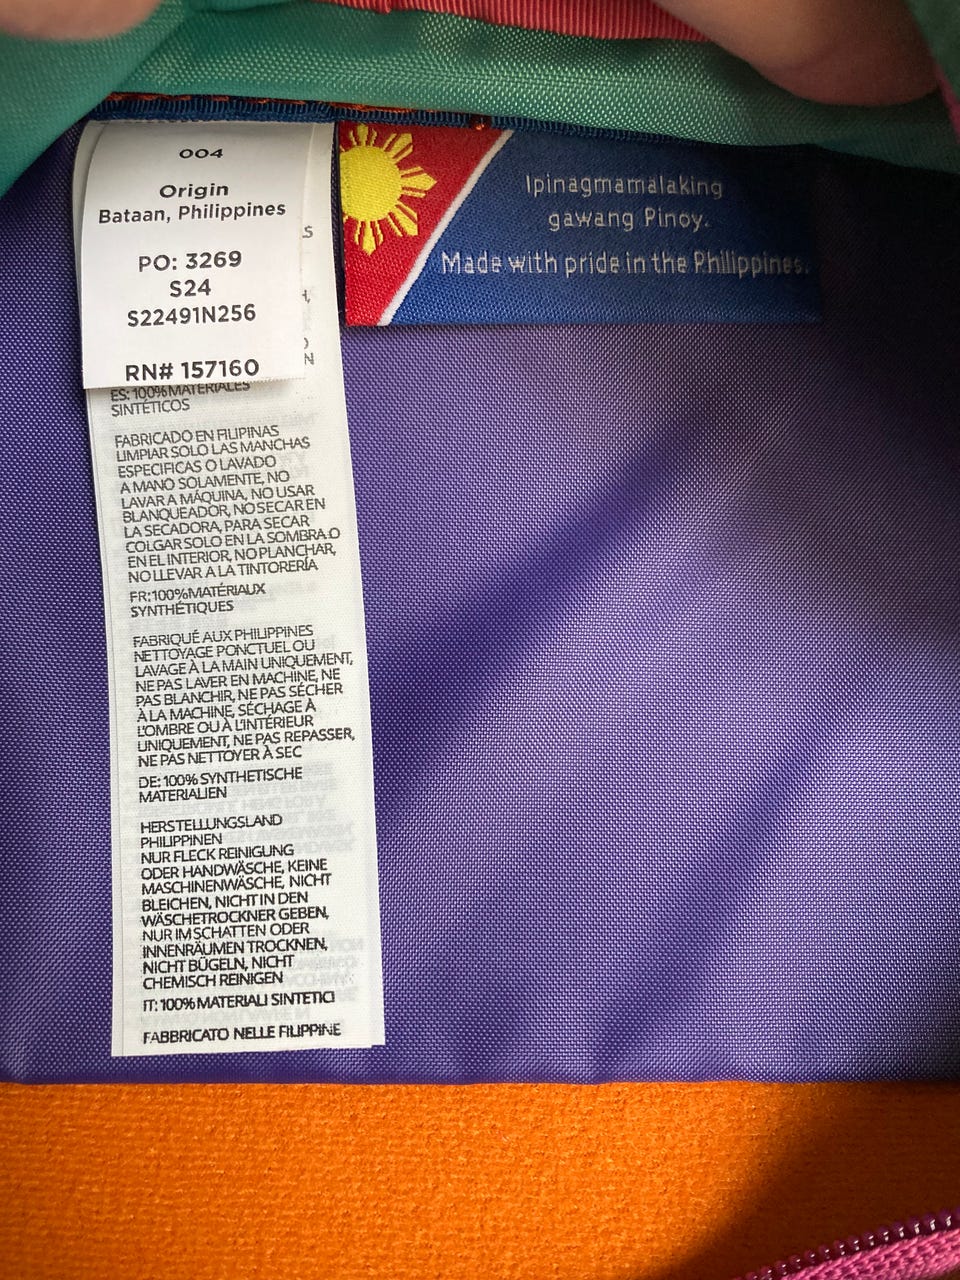 004
Origin
Bataan, Philippines
PO: 3269
S24
S22491N256
RN# 157160
Ipinagmamalaking
gawang Pinoy.
Made with pride in the Philippines.
ES: 100% MATERIALES
SINTÉTICOS
FABRICADO EN FILIPINAS
LIMPIAR SOLO LAS MANCHAS
ESPECIFICAS O LAVADO
A MANO SOLAMENTE, NO
LAVAR A MÁQUINA, NO USAR
BLANQUEADOR, NO SECAR EN
LA SECADORA, PARA SECAR
COLGAR SOLO EN LA SOMBRA O
EN EL INTERIOR, NO PLANCHAR,
NO LLEVAR A LA TINTORERÍA
FR: 100% MATÉRIAUX
SYNTHÉTIQUES
FABRIQUÉ AUX PHILIPPINES
NETTOYAGE PONCTUEL OU
LAVAGE À LA MAIN UNIQUEMENT,
NE PAS LAVER EN MACHINE, NE
PAS BLANCHIR, NE PAS SÉCHER
À LA MACHINE, SÉCHAGE À
L'OMBRE OU À L'INTÉRIEUR
UNIQUEMENT, NE PAS REPASSER,
NE PAS NETTOYER À SEC
DE: 100% SYNTHETISCHE
MATERIALIEN
HERSTELLUNGSLAND
PHILIPPINEN
NUR FLECK REINIGUNG
ODER HANDWÄSCHE, KEINE
MASCHINENWÄSCHE, NICHT
BLEICHEN, NICHT IN DEN
WÄSCHETROCKNER GEBEN,
NUR IM SCHATTEN ODER
INNENRÄUMEN TROCKNEN,
NICHT BÜGELN, NICHT
CHEMISCH REINIGEN
IT: 100% MATERIALI SINTETICI
FABBRICATO NELLE FILIPPINE